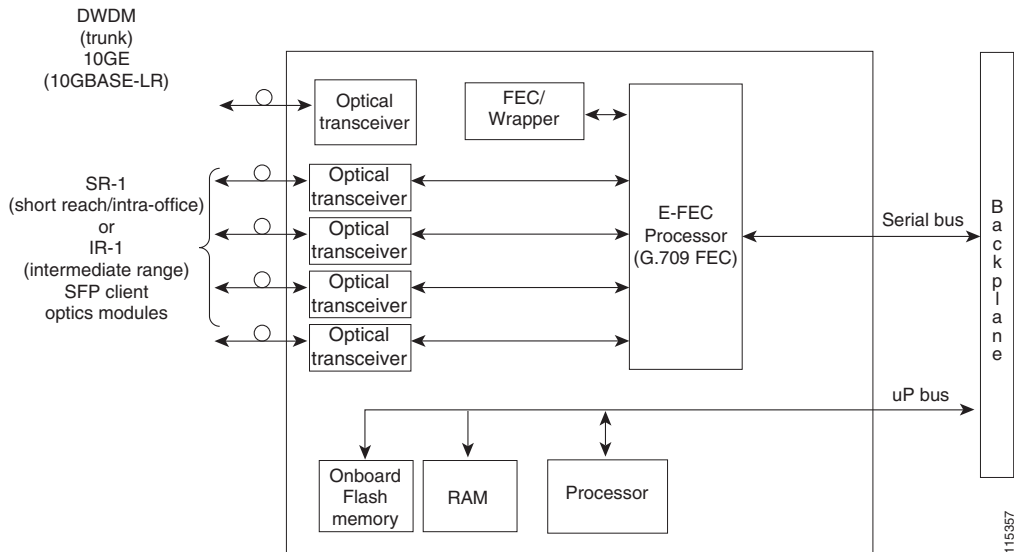 DWDM
(trunk)
10GE
(10GBASE-LR)
Optical
transceiver
FEC/
Wrapper
SR-1
(short reach/intra-office)
or
IR-1
(intermediate range)
SFP client
optics modules
Optical
transceiver
Optical
transceiver
Optical
transceiver
Optical
transceiver
E-FEC
Processor
(G.709 FEC)
Serial bus
Backplane
uP bus
Onboard
Flash
memory
RAM
Processor
115357